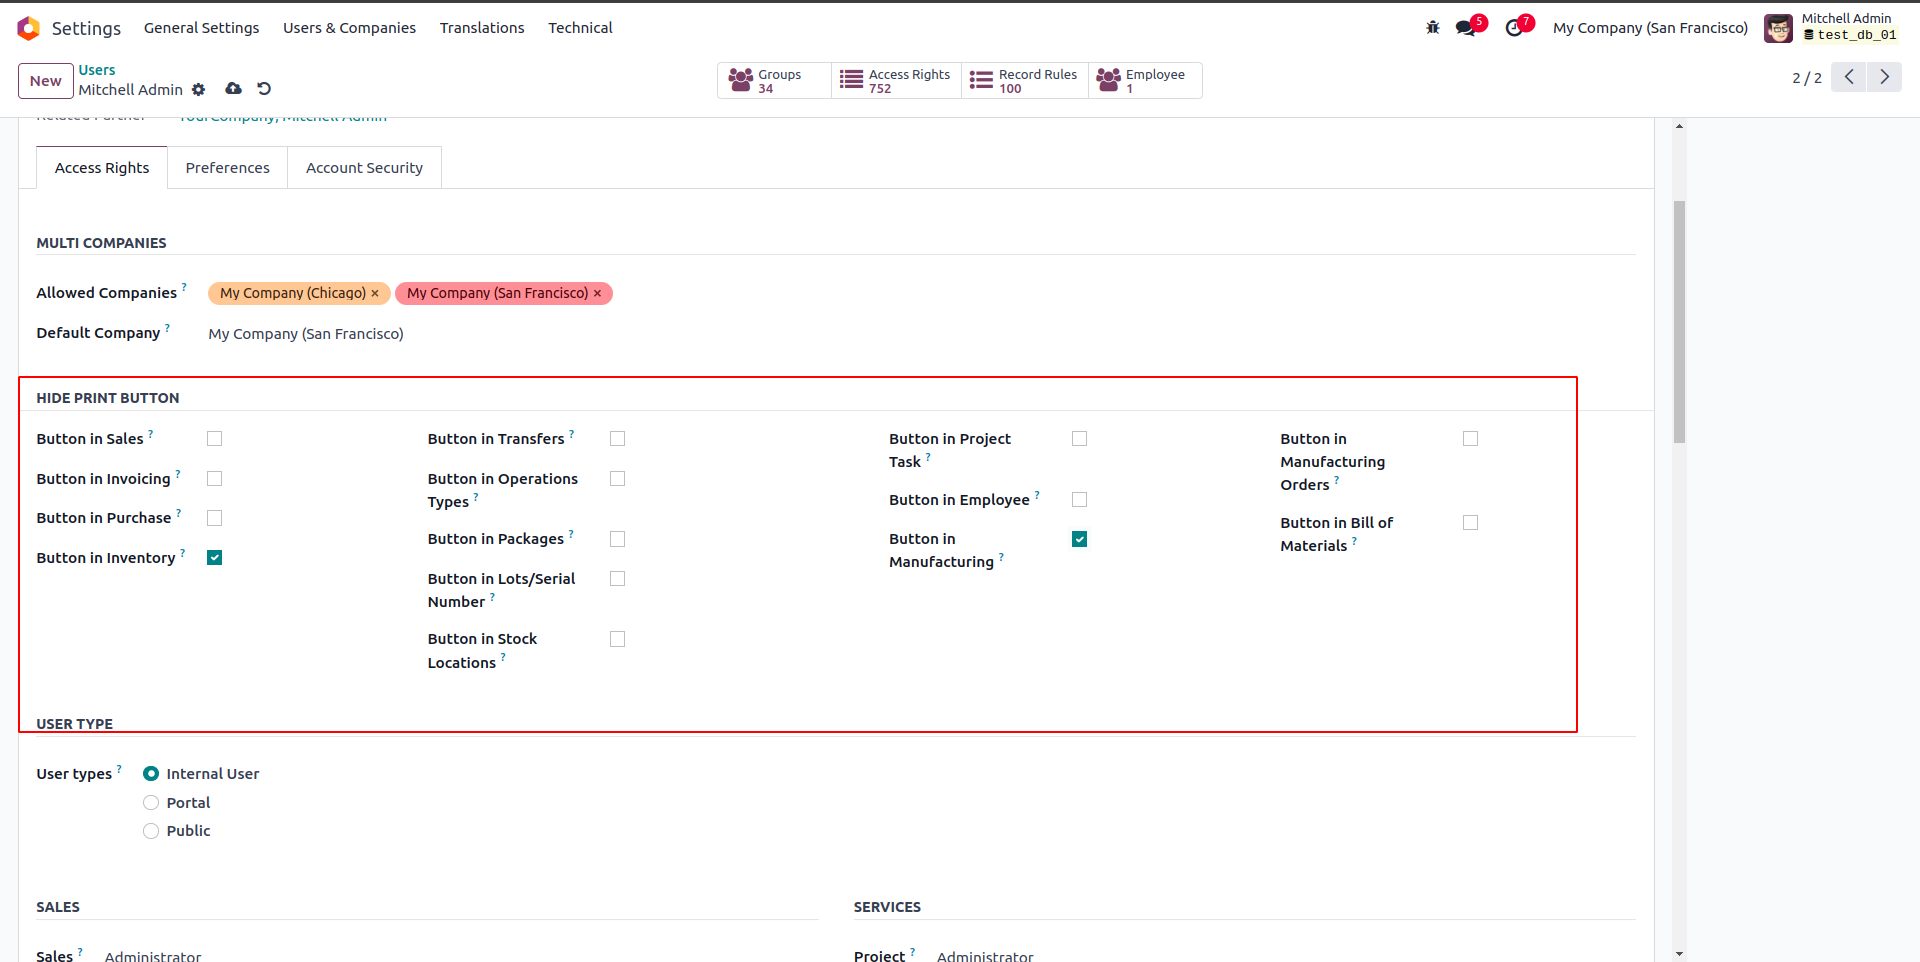 Settings General Settings Users & Companies Translations Technical 5 7 My Company (San Francisco) Mitchell Admin
test_db_01
New Users
Mitchell Admin
Groups 34 Access Rights 752 Record Rules 100 Employee 1
2 / 2
Related Partner YourCompany, Mitchell Admin
Access Rights Preferences Account Security
MULTI COMPANIES
Allowed Companies ? My Company (Chicago) × My Company (San Francisco) ×
Default Company ? My Company (San Francisco)
HIDE PRINT BUTTON
Button in Sales ?
Button in Invoicing ?
Button in Purchase ?
Button in Inventory ?
Button in Transfers ?
Button in Operations
Types ?
Button in Packages ?
Button in Lots/Serial
Number ?
Button in Stock
Locations ?
Button in Project
Task ?
Button in Employee ?
Button in
Manufacturing ?
Button in
Manufacturing
Orders ?
Button in Bill of
Materials ?
USER TYPE
User types ? Internal User
Portal
Public
SALES
Sales ? Administrator
SERVICES
Project ? Administrator